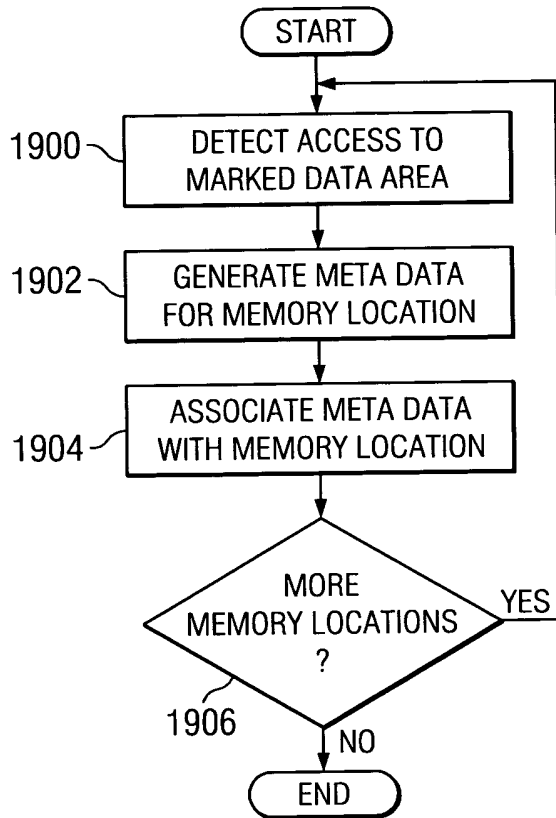 START
1900
DETECT ACCESS TO
MARKED DATA AREA
1902
GENERATE META DATA
FOR MEMORY LOCATION
1904
ASSOCIATE META DATA
WITH MEMORY LOCATION
MORE
MEMORY LOCATIONS
?
YES
1906
NO
END